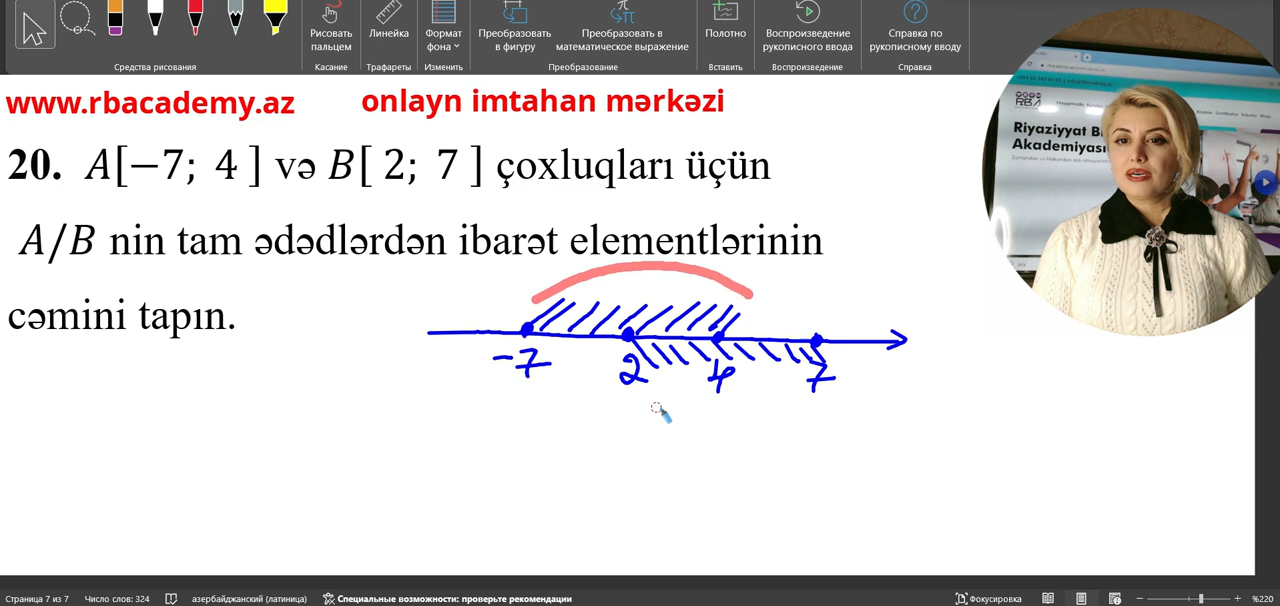 Рисовать пальцем
Линейка
Формат фона
Преобразовать в фигуру
Преобразовать в математическое выражение
Полотно
Воспроизведение рукописного ввода
Справка по рукописному вводу
Средства рисования
Касание
Трафареты
Изменить
Преобразование
Вставить
Воспроизведение
Справка
www.rbacademy.az onlayn imtahan mərkəzi
RBA
Riyaziyyat B
Akademiyası
20. A[−7; 4 ] və B[ 2; 7 ] çoxluqları üçün
A/B nin tam ədədlərdən ibarət elementlərinin
cəmini tapın.
-7 2 4 7
Страница 7 из 7 Число слов: 324 азербайджанский (латиница) Специальные возможности: проверьте рекомендации Фокусировка − + %220